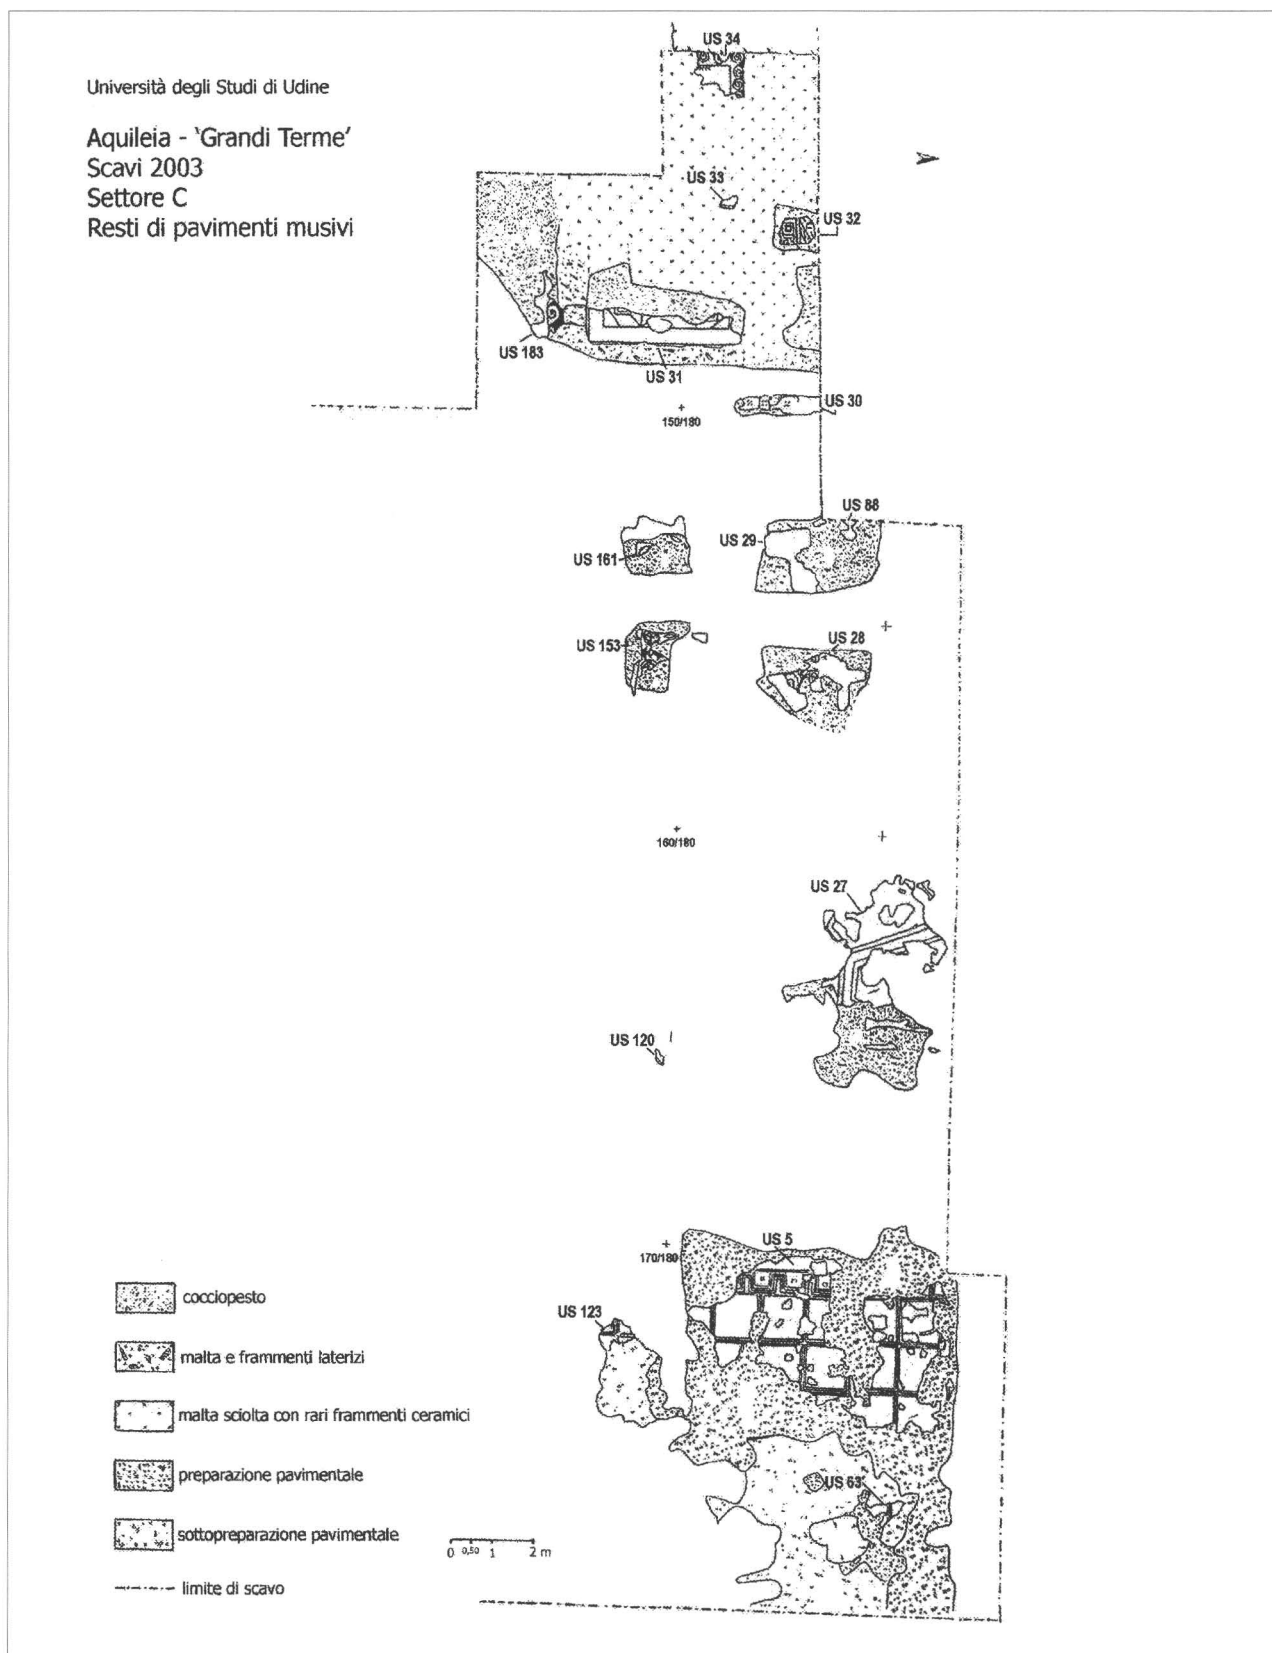 Università degli Studi di Udine
Aquileia - 'Grandi Terme'
Scavi 2003
Settore C
Resti di pavimenti musivi
US 34
US 33
US 32
US 183
US 31
US 30
150/180
US 88
US 29
US 161
US 153
US 28
160/180
US 27
US 120
US 5
170/180
US 123
US 63
cocciopesto
malta e frammenti laterizi
malta sciolta con rari frammenti ceramici
preparazione pavimentale
sottopreparazione pavimentale
limite di scavo
0 0,50 1 2 m